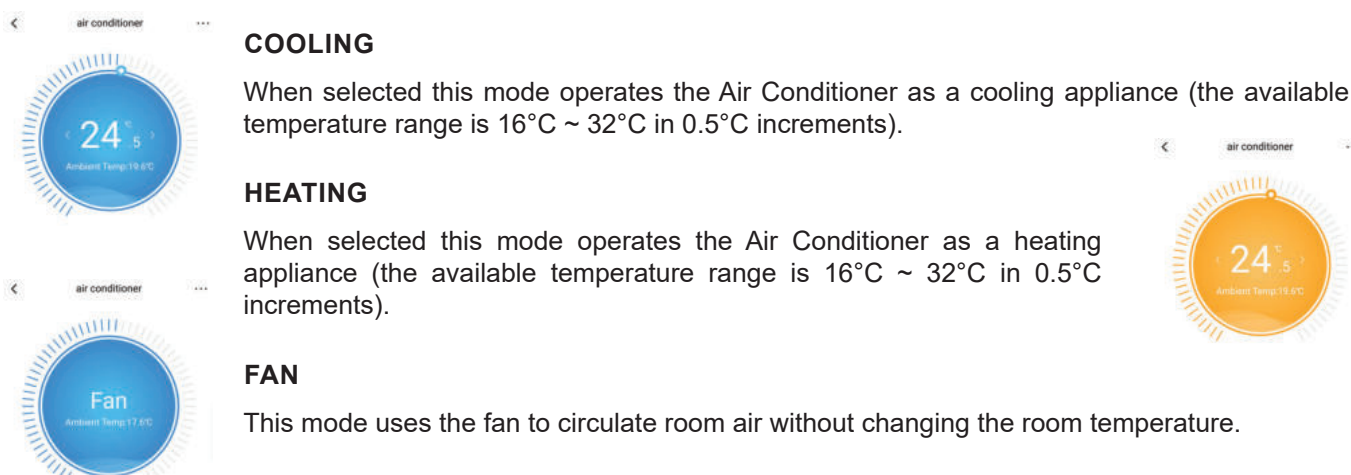 air conditioner
COOLING
When selected this mode operates the Air Conditioner as a cooling appliance (the available
temperature range is 16°C ~ 32°C in 0.5°C increments).
24 °C .5
Ambient Temp:19.6°C
HEATING
When selected this mode operates the Air Conditioner as a heating
appliance (the available temperature range is 16°C ~ 32°C in 0.5°C
increments).
air conditioner
24 °C .5
Ambient Temp:19.6°C
air conditioner
Fan
Ambient Temp:17.6°C
FAN
This mode uses the fan to circulate room air without changing the room temperature.